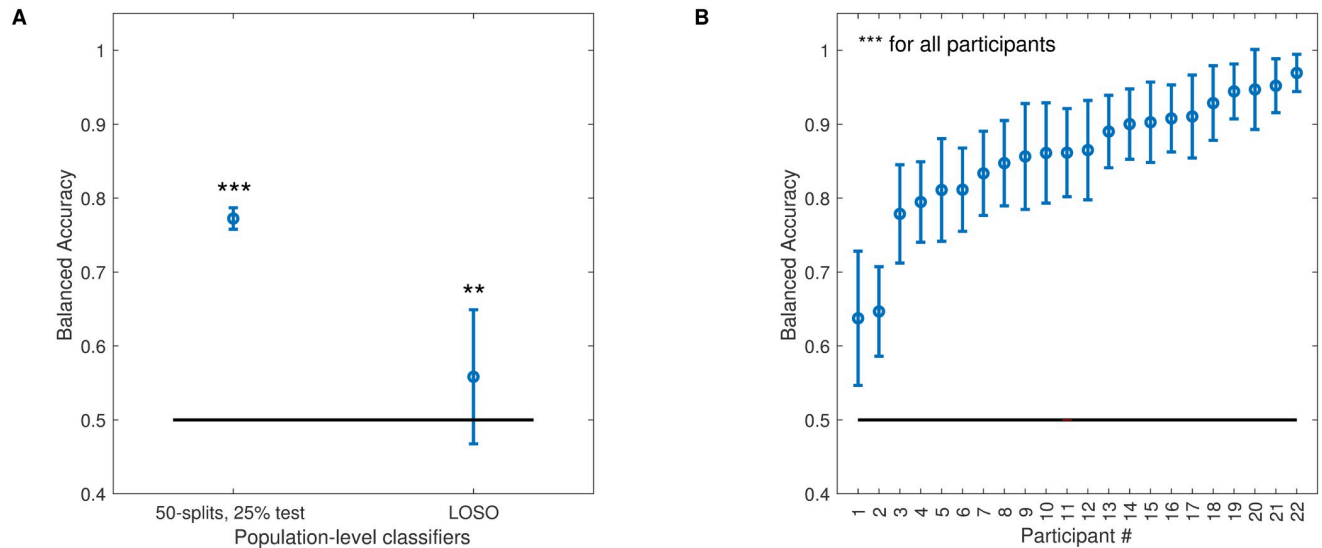 A
Balanced Accuracy
1
0.9
0.8
0.7
0.6
0.5
0.4
***
**
50-splits, 25% test
LOSO
Population-level classifiers
B
*** for all participants
Balanced Accuracy
1
0.9
0.8
0.7
0.6
0.5
0.4
1 2 3 4 5 6 7 8 9 10 11 12 13 14 15 16 17 18 19 20 21 22
Participant #